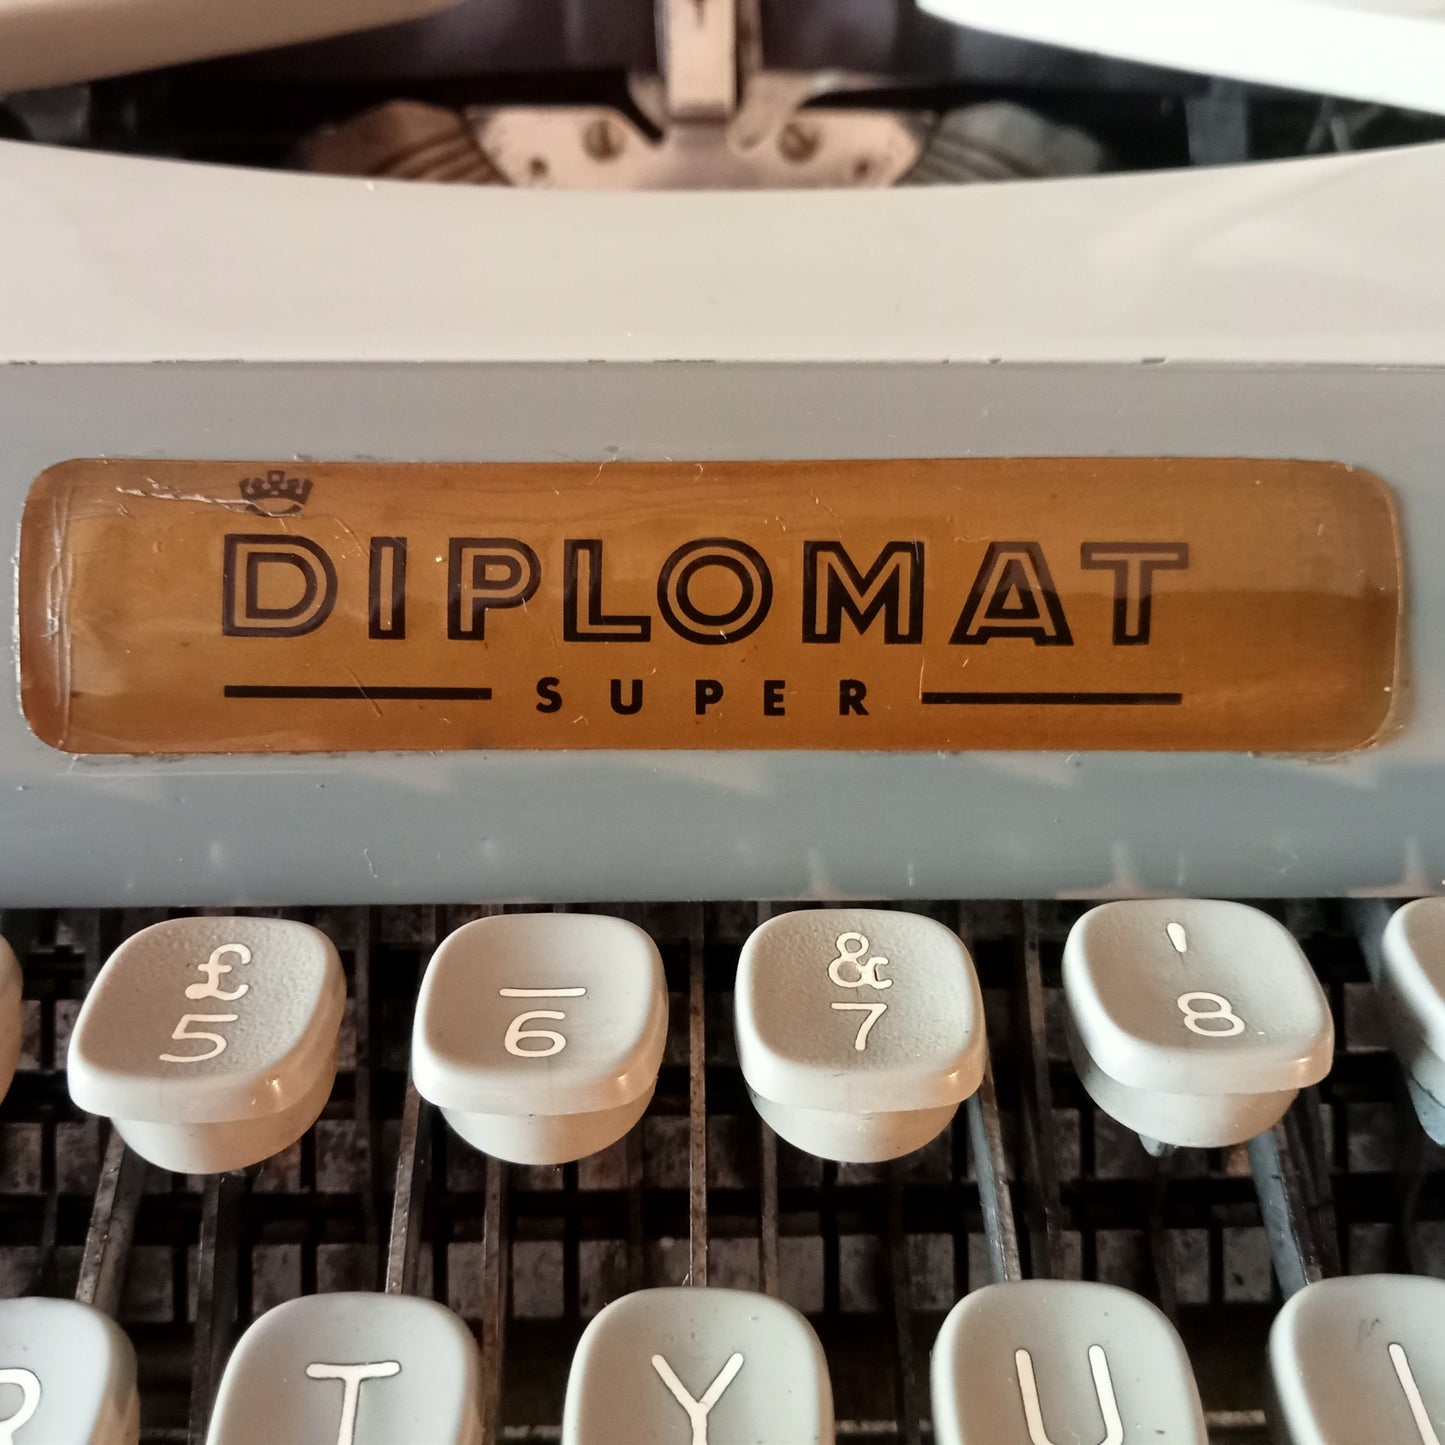 DIPLOMAT
SUPER
£ _ & '
5 6 7 8
R T Y U I